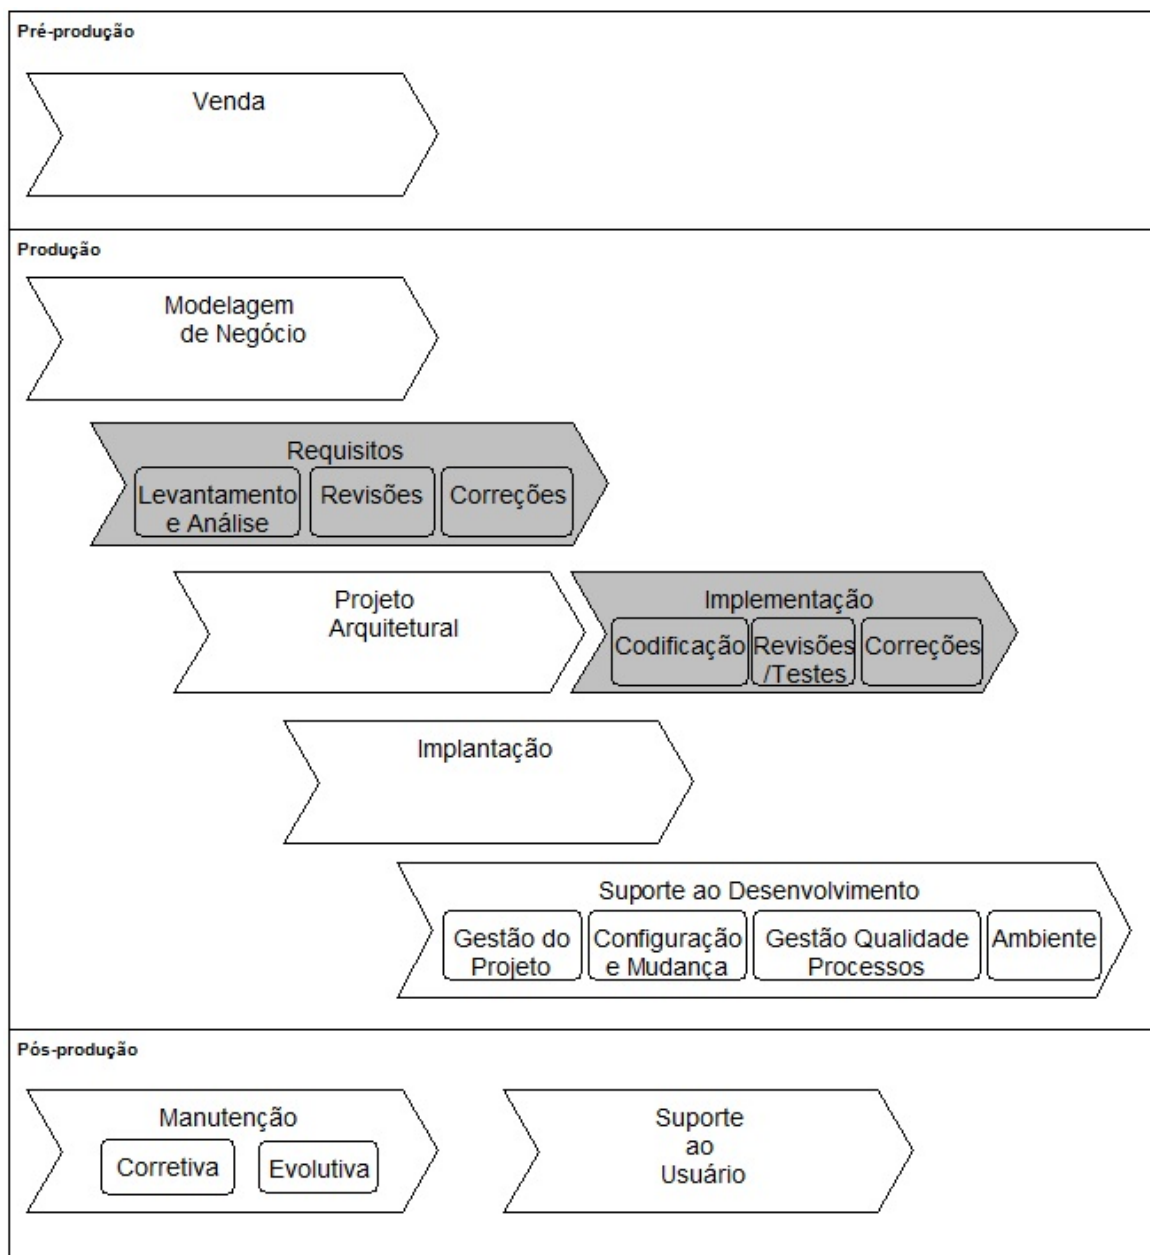 Pré-produção
Venda
Produção
Modelagem
de Negócio
Requisitos
Levantamento
e Análise
Revisões
Correções
Projeto
Arquitetural
Implementação
Codificação
Revisões
/Testes
Correções
Implantação
Suporte ao Desenvolvimento
Gestão do
Projeto
Configuração
e Mudança
Gestão Qualidade
Processos
Ambiente
Pós-produção
Manutenção
Corretiva
Evolutiva
Suporte
ao
Usuário